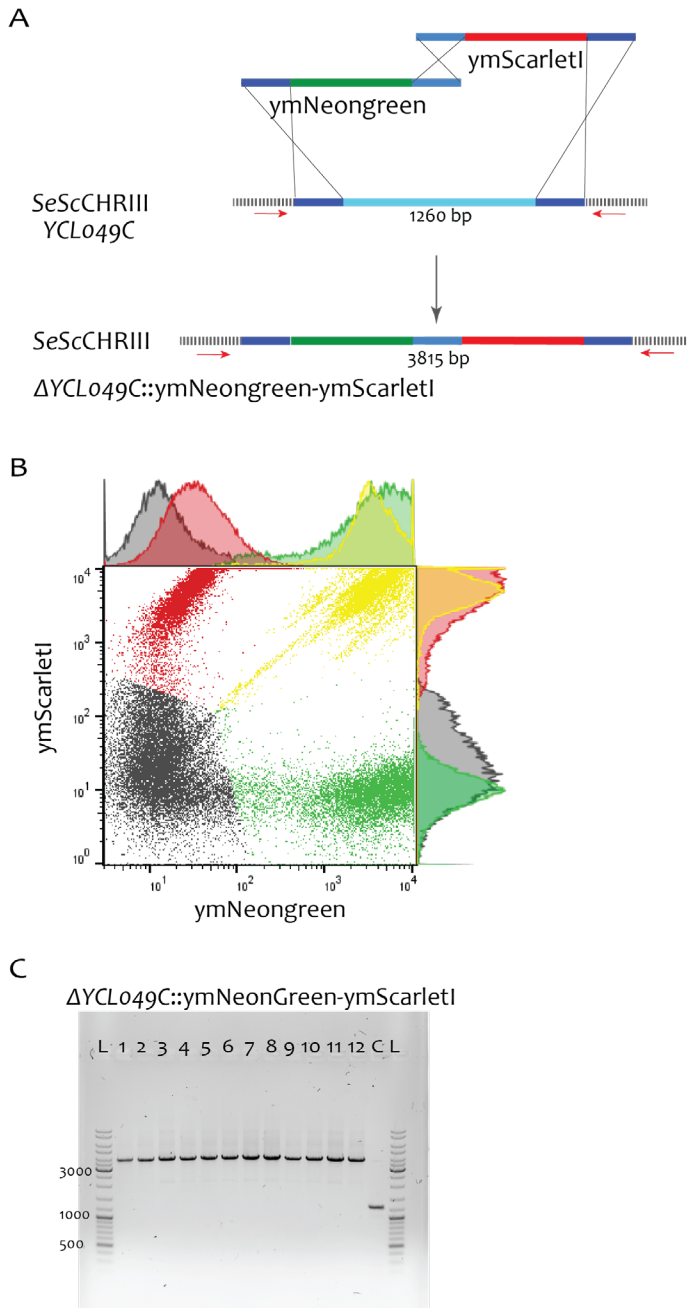 A
ymScarletI
ymNeongreen
SeScCHRIII
YCL049C
1260 bp
SeScCHRIII
3815 bp
ΔYCL049C::ymNeongreen-ymScarletI
B
10⁴
10³
10²
10¹
10⁰
ymScarletI
10¹ 10² 10³ 10⁴
ymNeongreen
C
ΔYCL049C::ymNeonGreen-ymScarletI
L 1 2 3 4 5 6 7 8 9 10 11 12 C L
3000
1000
500